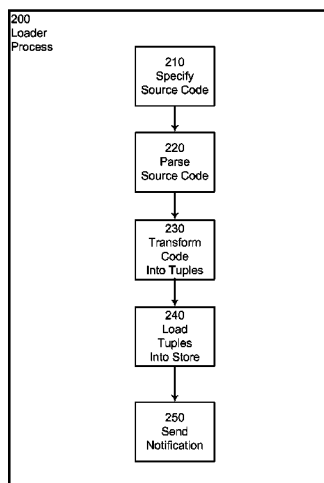 200
Loader
Process
210
Specify
Source Code
220
Parse
Source Code
230
Transform
Code
Into Tuples
240
Load
Tuples
Into Store
250
Send
Notification